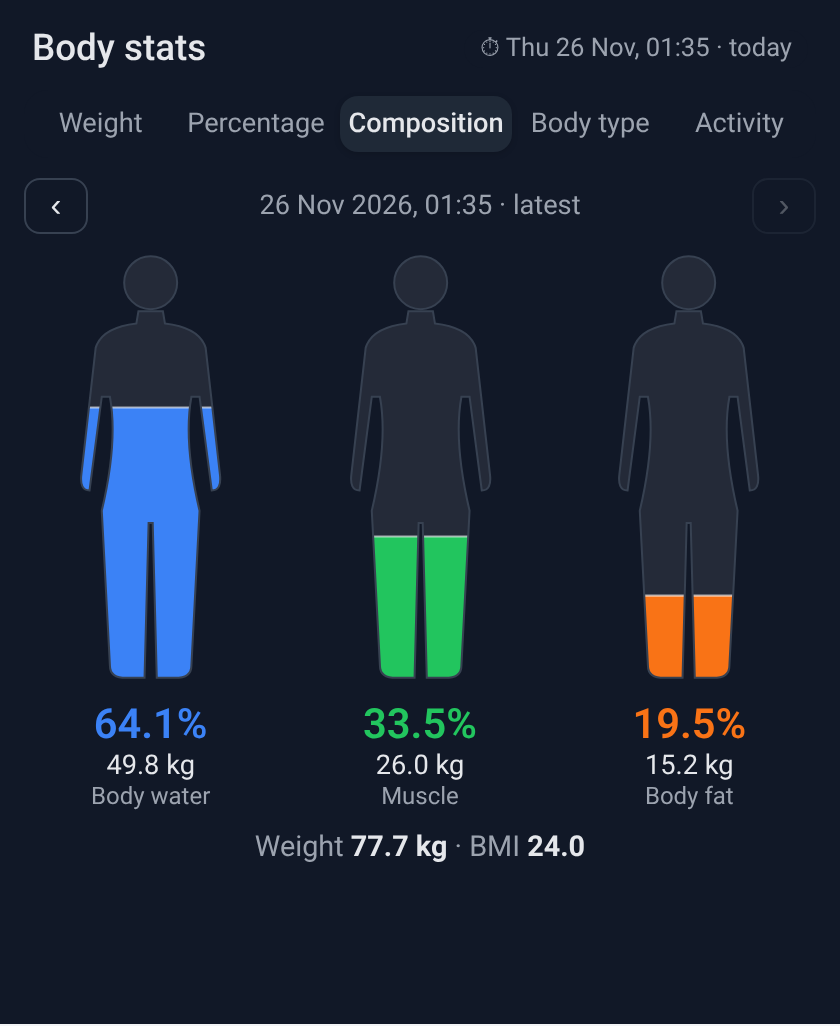 Body stats
⏱ Thu 26 Nov, 01:35 · today
Weight Percentage Composition Body type Activity
‹ 26 Nov 2026, 01:35 · latest ›
64.1% 33.5% 19.5%
49.8 kg 26.0 kg 15.2 kg
Body water Muscle Body fat
Weight 77.7 kg · BMI 24.0